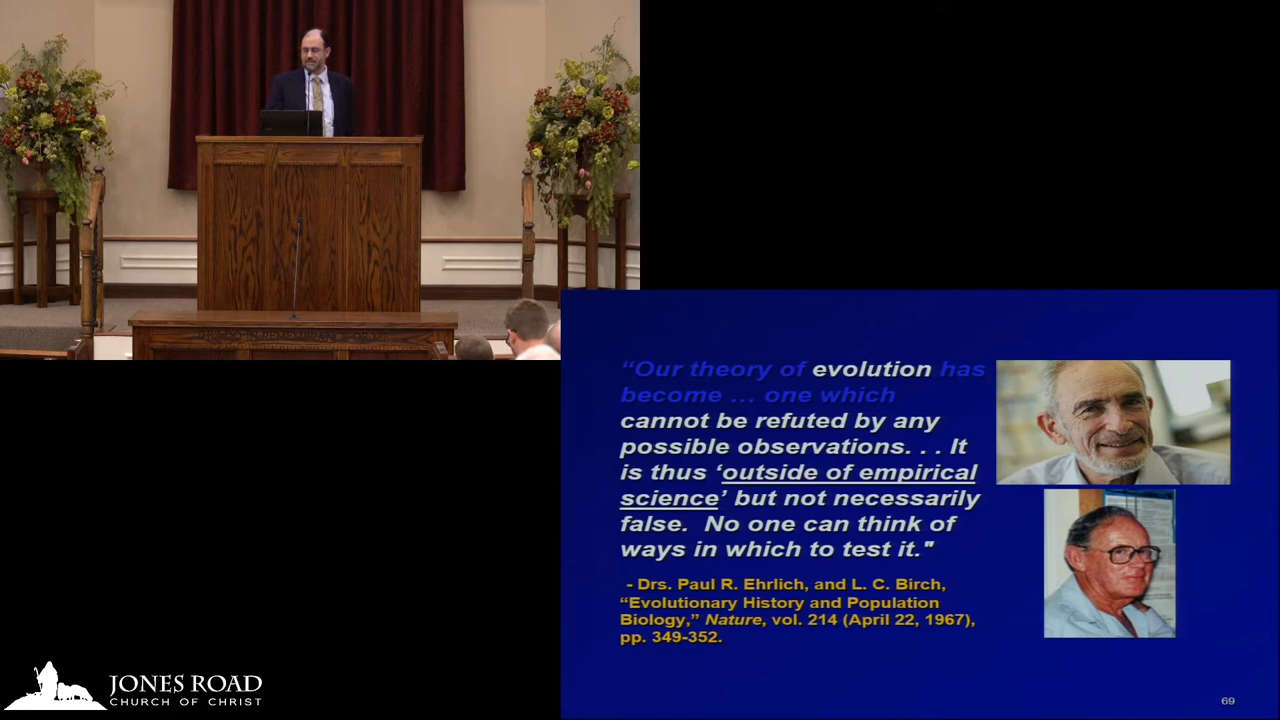 “Our theory of evolution has
become ... one which
cannot be refuted by any
possible observations. . . It
is thus ‘outside of empirical
science’ but not necessarily
false.  No one can think of
ways in which to test it."
- Drs. Paul R. Ehrlich, and L. C. Birch,
“Evolutionary History and Population
Biology,” Nature, vol. 214 (April 22, 1967),
pp. 349-352.
69
JONES ROAD
CHURCH OF CHRIST